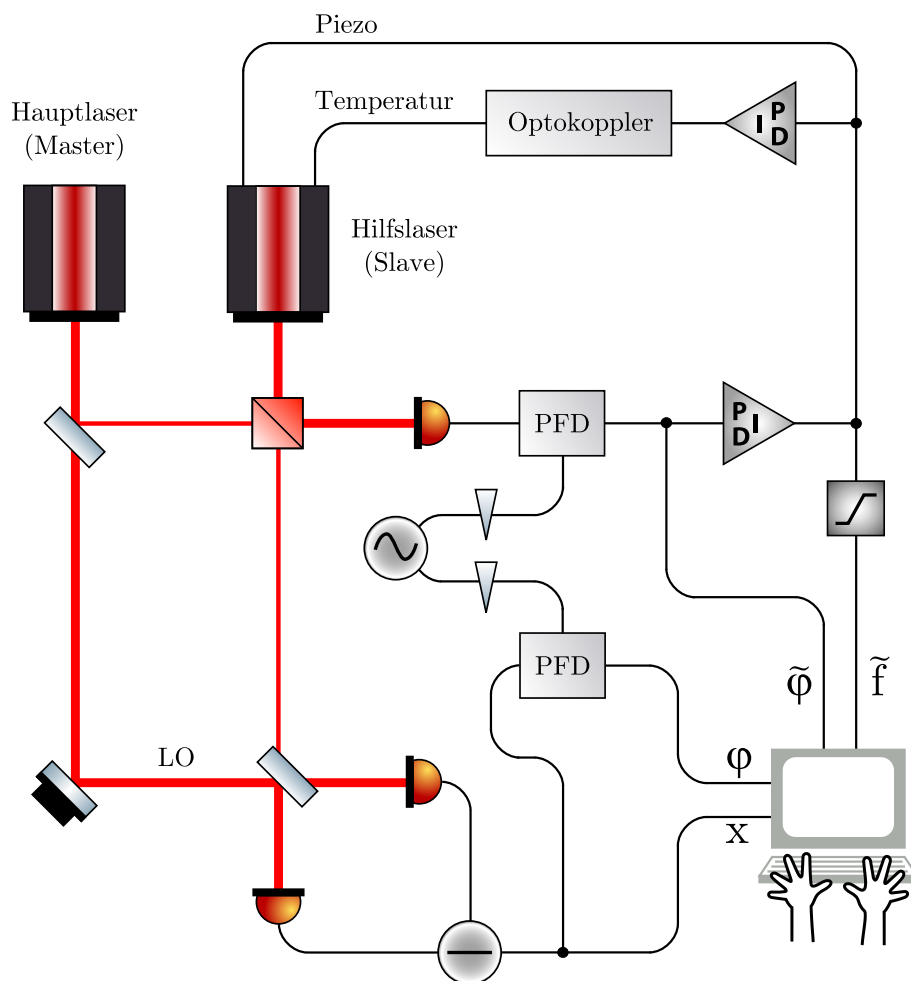 Piezo
Temperatur
Hauptlaser
(Master)
Optokoppler
P
I
D
Hilfslaser
(Slave)
PFD
P
I
D
PFD
φ̃
f̃
LO
φ
x